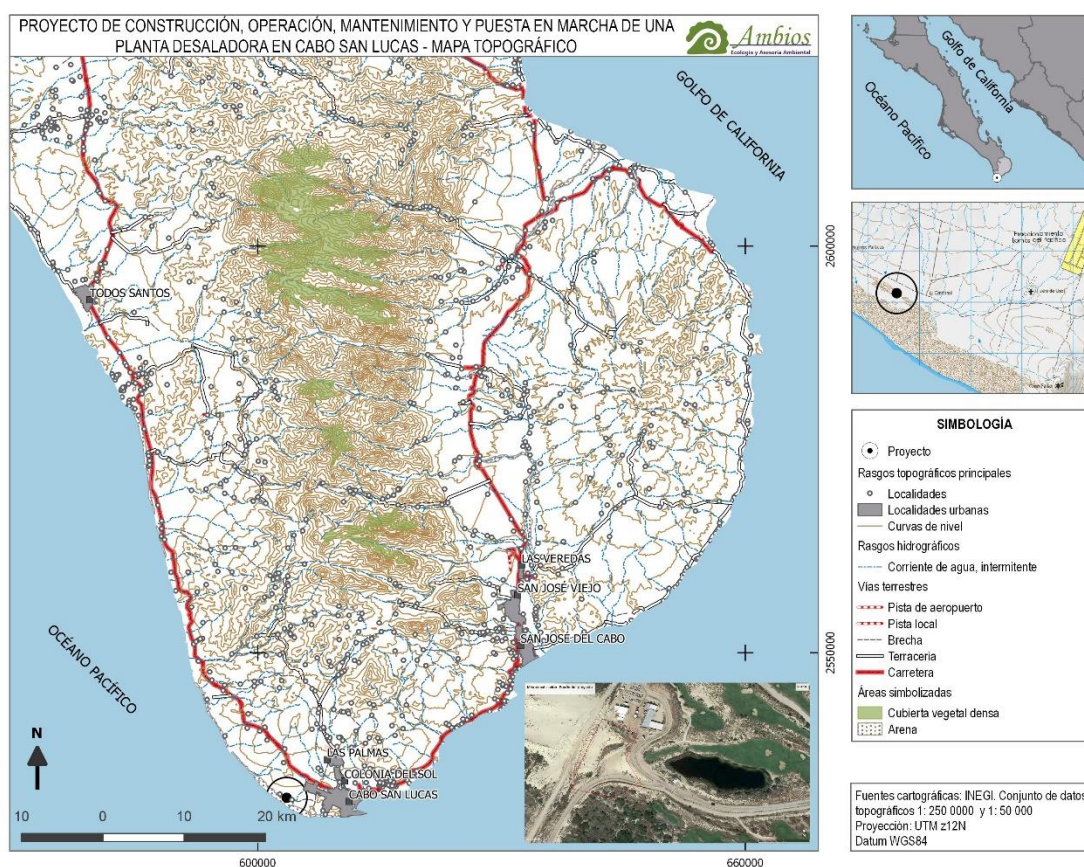 PROYECTO DE CONSTRUCCIÓN, OPERACIÓN, MANTENIMIENTO Y PUESTA EN MARCHA DE UNA
PLANTA DESALADORA EN CABO SAN LUCAS - MAPA TOPOGRÁFICO
Ambios
Ecología y Asesoría Ambiental
GOLFO DE CALIFORNIA
TODOS SANTOS
LAS VEREDAS
SAN JOSÉ VIEJO
SAN JOSE DEL CABO
OCÉANO PACÍFICO
LAS PALMAS
COLONIA DEL SOL
CABO SAN LUCAS
N
10 0 10 20 km
600000
660000
2600000
2550000
Golfo de California
Océano Pacífico
SIMBOLOGÍA
Proyecto
Rasgos topográficos principales
Localidades
Localidades urbanas
Curvas de nivel
Rasgos hidrográficos
Corriente de agua, intermitente
Vias terrestres
Pista de aeropuerto
Pista local
Brecha
Terraceria
Carretera
Áreas simbolizadas
Cubierta vegetal densa
Arena
Fuentes cartográficas: INEGI. Conjunto de datos
topográficos 1: 250 0000 y 1: 50 000
Proyección: UTM z12N
Datum WGS84